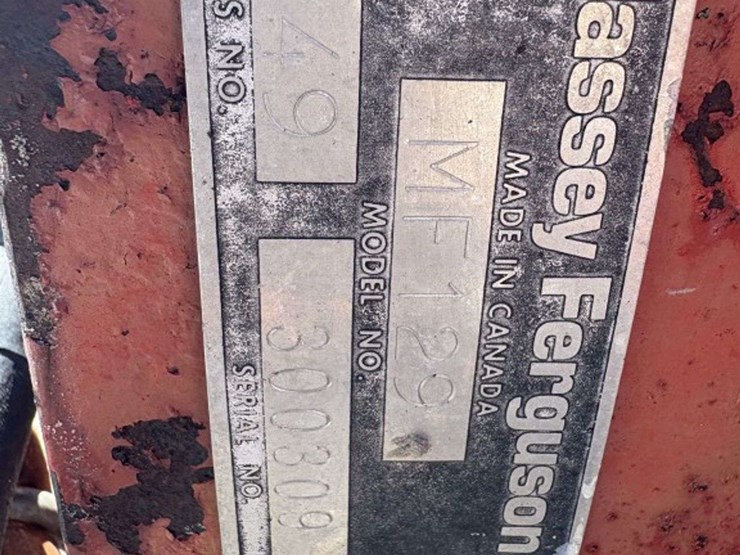 assey Ferguson
MADE IN CANADA
MF129
MODEL NO.
49
300309
S NO.
SERIAL NO.